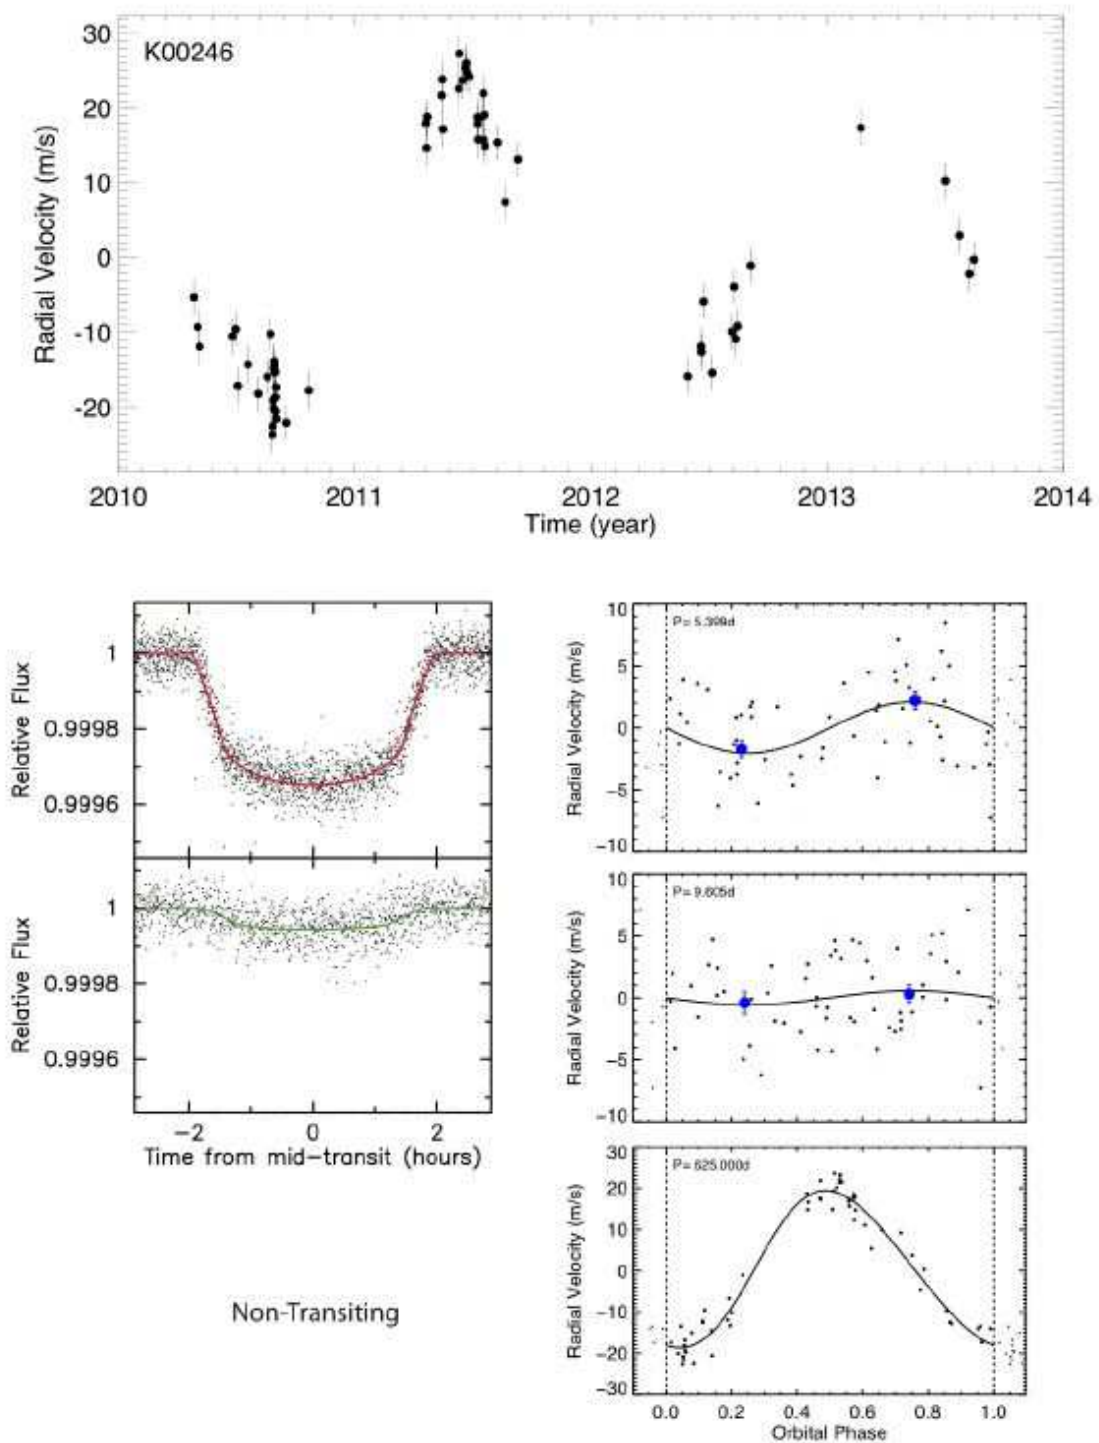 30
K00246
20
10
0
-10
-20
Radial Velocity (m/s)
2010 2011 2012 2013 2014
Time (year)
1
0.9998
0.9996
Relative Flux
1
0.9998
0.9996
Relative Flux
−2 0 2
Time from mid−transit (hours)
Non-Transiting
10
P= 5.399d
5
0
−5
−10
Radial Velocity (m/s)
10
P= 9.605d
5
0
−5
−10
Radial Velocity (m/s)
30
P= 625.000d
20
10
0
−10
−20
−30
Radial Velocity (m/s)
0.0 0.2 0.4 0.6 0.8 1.0
Orbital Phase